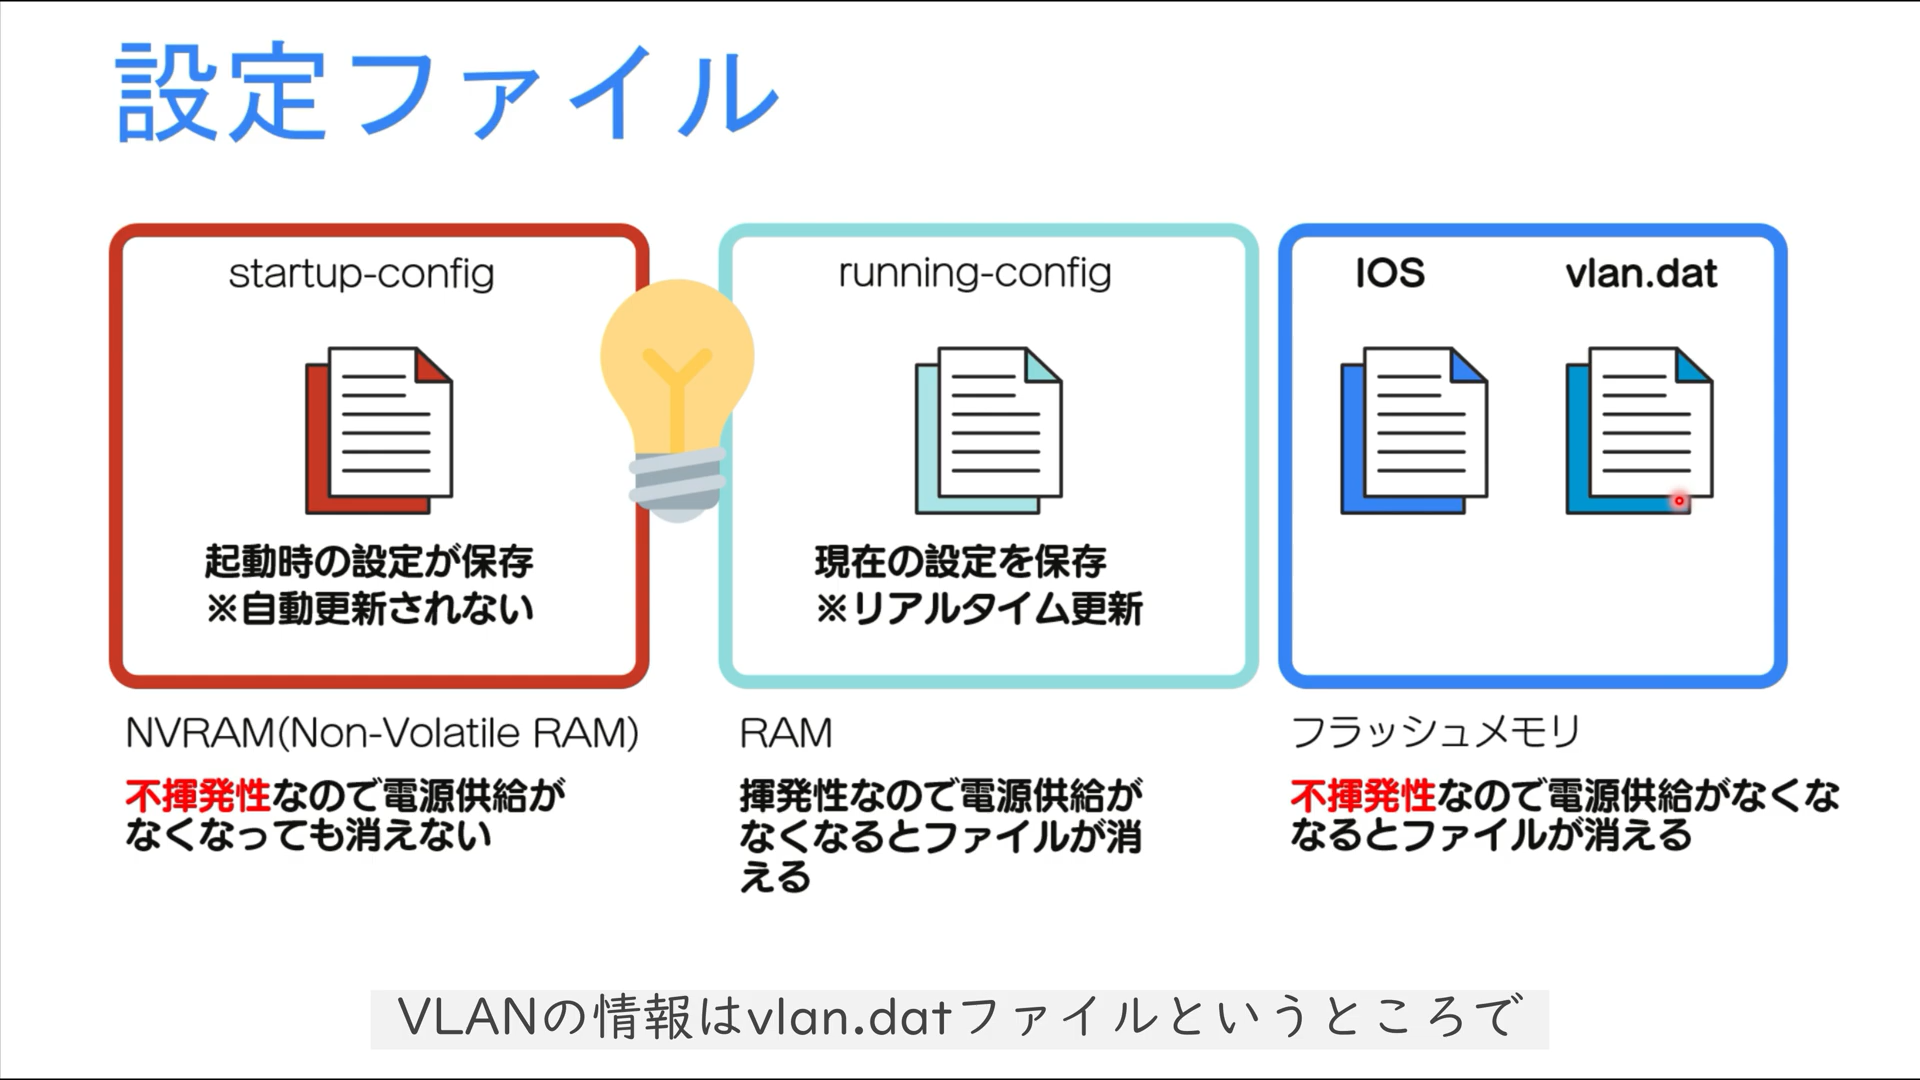 設定ファイル
startup-config
起動時の設定が保存
※自動更新されない
NVRAM(Non-Volatile RAM)
不揮発性なので電源供給が
なくなっても消えない
running-config
現在の設定を保存
※リアルタイム更新
RAM
揮発性なので電源供給が
なくなるとファイルが消
える
IOS
vlan.dat
フラッシュメモリ
不揮発性なので電源供給がなくな
なるとファイルが消える
VLANの情報はvlan.datファイルというところで